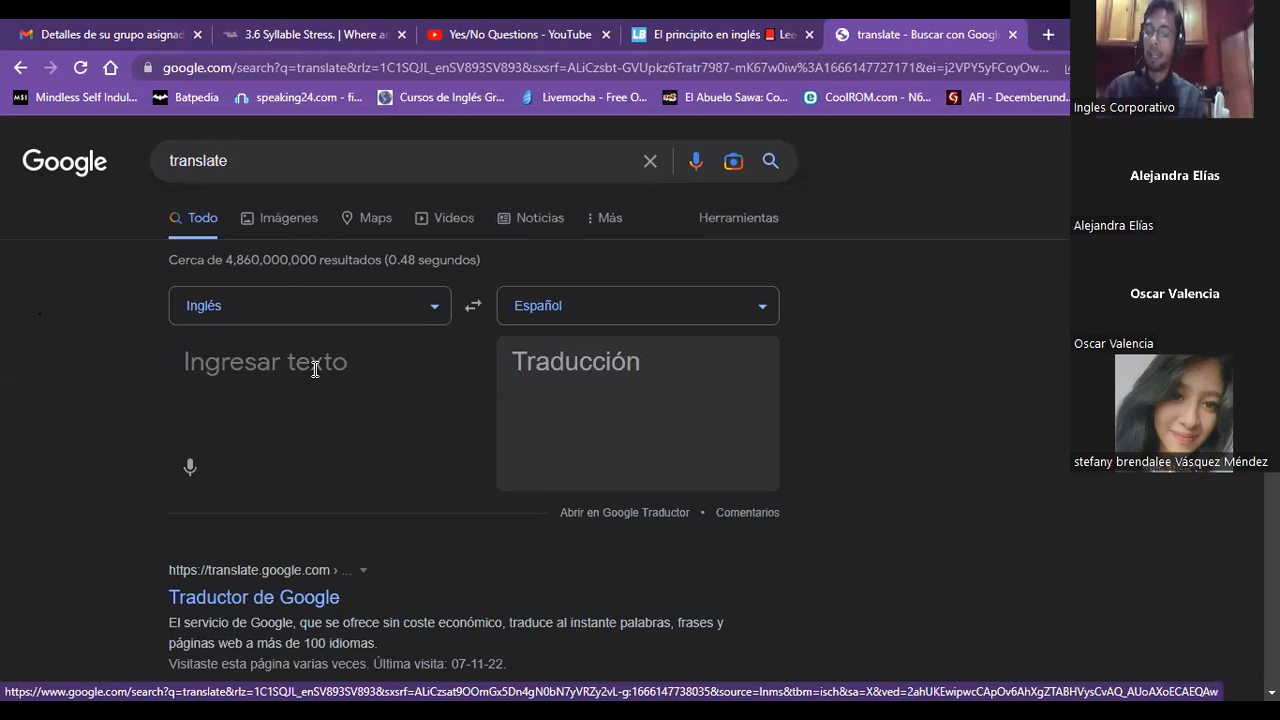 Detalles de su grupo asignad
3.6 Syllable Stress. | Where ar
Yes/No Questions - YouTube
El principito en inglés 📕 Lee
translate - Buscar con Google
google.com/search?q=translate&rlz=1C1SQJL_enSV893SV893&sxsrf=ALiCzsbt-GVUpkz6Tratr7987-mK67w0iw%3A1666147727171&ei=j2VPY5yFCoyOw...
Mindless Self Indul...
Batpedia
speaking24.com - fi...
Cursos de Inglés Gr...
Livemocha - Free O...
El Abuelo Sawa: Co...
CoolROM.com - N6...
AFI - Decemberund...
Ingles Corporativo
Google
translate
Alejandra Elías
Todo
Imágenes
Maps
Videos
Noticias
Más
Herramientas
Alejandra Elías
Cerca de 4,860,000,000 resultados (0.48 segundos)
Oscar Valencia
Inglés
Español
Oscar Valencia
Ingresar texto
Traducción
stefany brendalee Vásquez Méndez
Abrir en Google Traductor • Comentarios
https://translate.google.com › ...
Traductor de Google
El servicio de Google, que se ofrece sin coste económico, traduce al instante palabras, frases y
páginas web a más de 100 idiomas.
Visitaste esta página varias veces. Última visita: 07-11-22.
https://www.google.com/search?q=translate&rlz=1C1SQJL_enSV893SV893&sxsrf=ALiCzsat9OOmGx5Dn4gN0bN7yVRZy2vL-g:1666147738035&source=lnms&tbm=isch&sa=X&ved=2ahUKEwipwcCApOv6AhXgZTABHVysCvAQ_AUoAXoECAEQAw